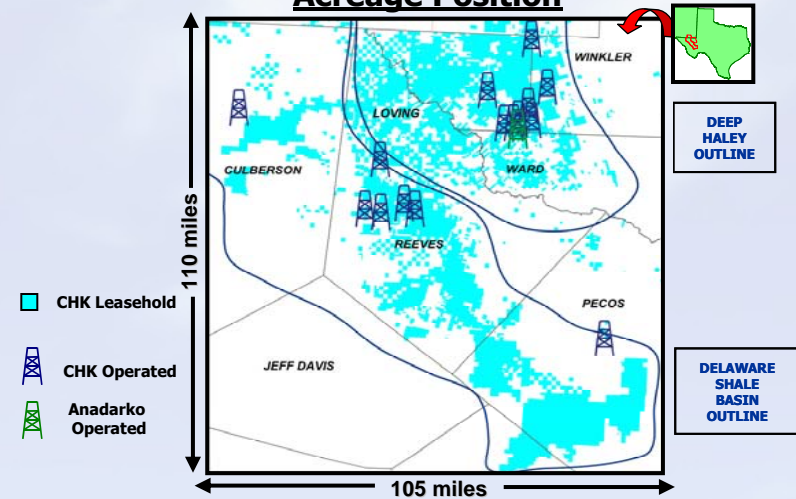 Acreage Position
WINKLER
LOVING
DEEP
HALEY
OUTLINE
CULBERSON
WARD
110 miles
REEVES
CHK Leasehold
PECOS
CHK Operated
JEFF DAVIS
DELAWARE
SHALE
BASIN
OUTLINE
Anadarko
Operated
105 miles